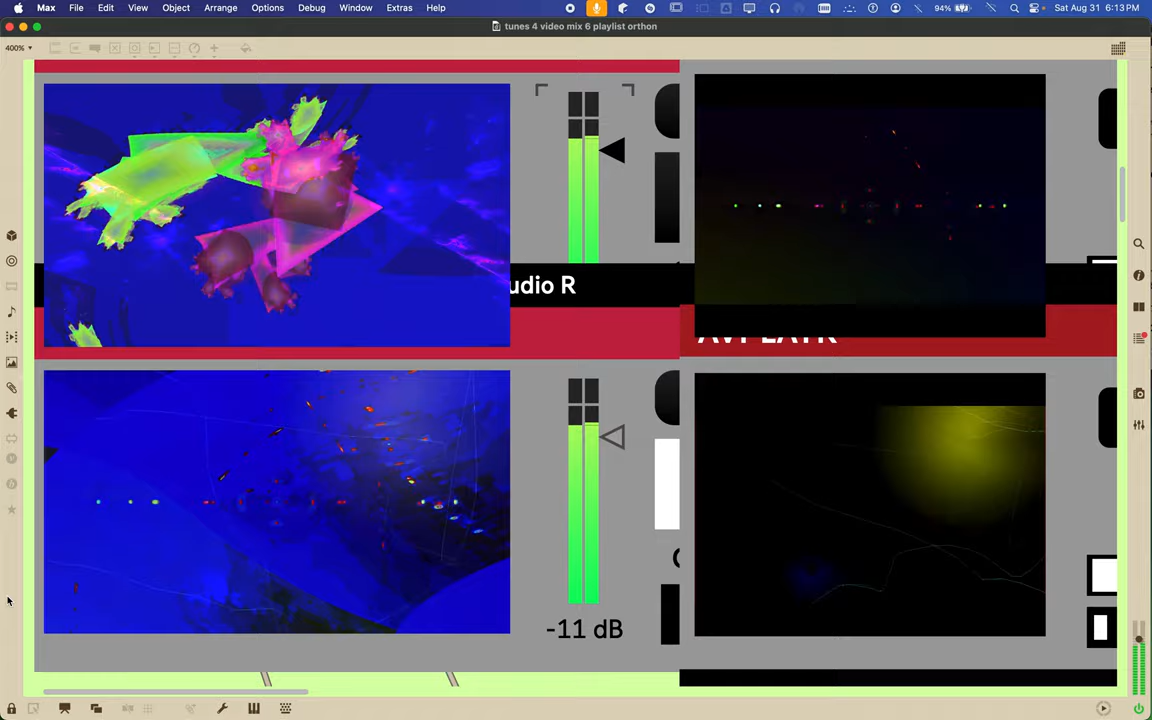 Max File Edit View Object Arrange Options Debug Window Extras Help 94% Sat Aug 31 6:13 PM
tunes 4 video mix 6 playlist orthon
400%
udio R
-11 dB